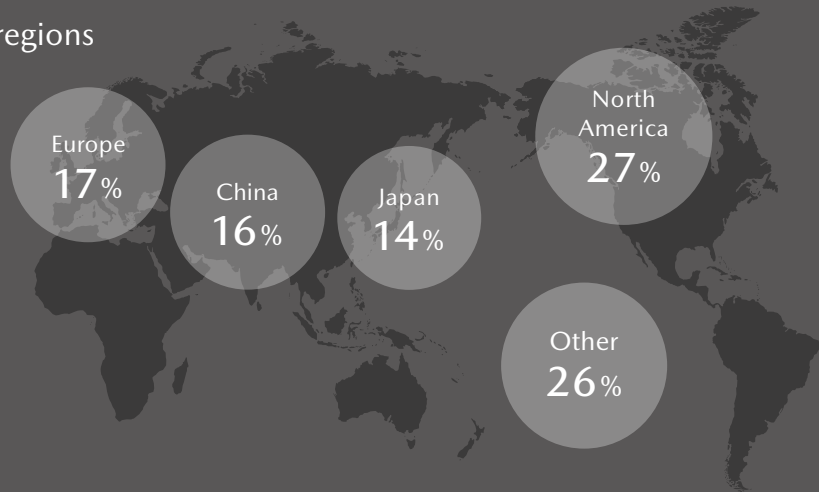 regions
Europe
17%
China
16%
Japan
14%
North
America
27%
Other
26%